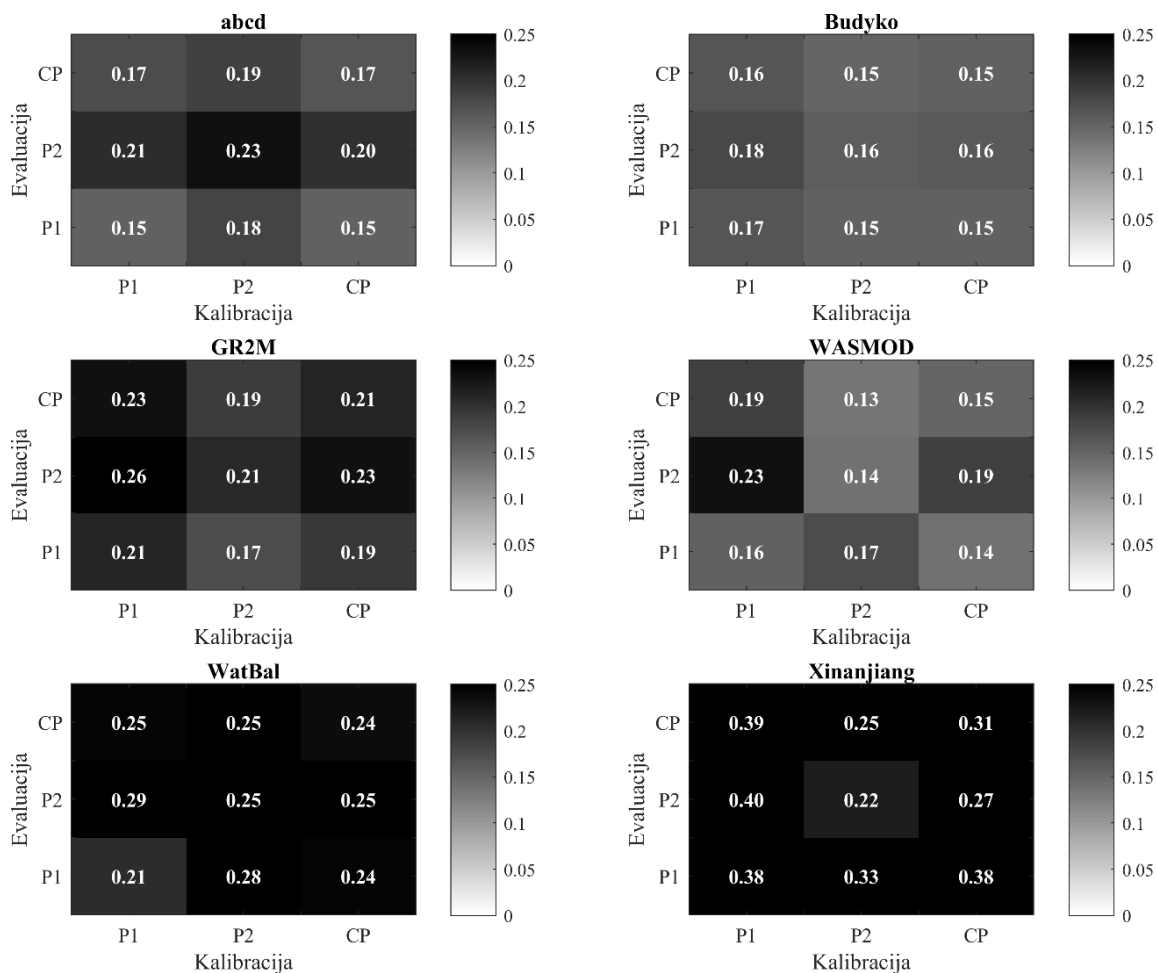 abcd
Evaluacija
CP 0.17 0.19 0.17
P2 0.21 0.23 0.20
P1 0.15 0.18 0.15
P1 P2 CP
Kalibracija
0.25
0.2
0.15
0.1
0.05
0
Budyko
Evaluacija
CP 0.16 0.15 0.15
P2 0.18 0.16 0.16
P1 0.17 0.15 0.15
P1 P2 CP
Kalibracija
0.25
0.2
0.15
0.1
0.05
0
GR2M
Evaluacija
CP 0.23 0.19 0.21
P2 0.26 0.21 0.23
P1 0.21 0.17 0.19
P1 P2 CP
Kalibracija
0.25
0.2
0.15
0.1
0.05
0
WASMOD
Evaluacija
CP 0.19 0.13 0.15
P2 0.23 0.14 0.19
P1 0.16 0.17 0.14
P1 P2 CP
Kalibracija
0.25
0.2
0.15
0.1
0.05
0
WatBal
Evaluacija
CP 0.25 0.25 0.24
P2 0.29 0.25 0.25
P1 0.21 0.28 0.24
P1 P2 CP
Kalibracija
0.25
0.2
0.15
0.1
0.05
0
Xinanjiang
Evaluacija
CP 0.39 0.25 0.31
P2 0.40 0.22 0.27
P1 0.38 0.33 0.38
P1 P2 CP
Kalibracija
0.25
0.2
0.15
0.1
0.05
0